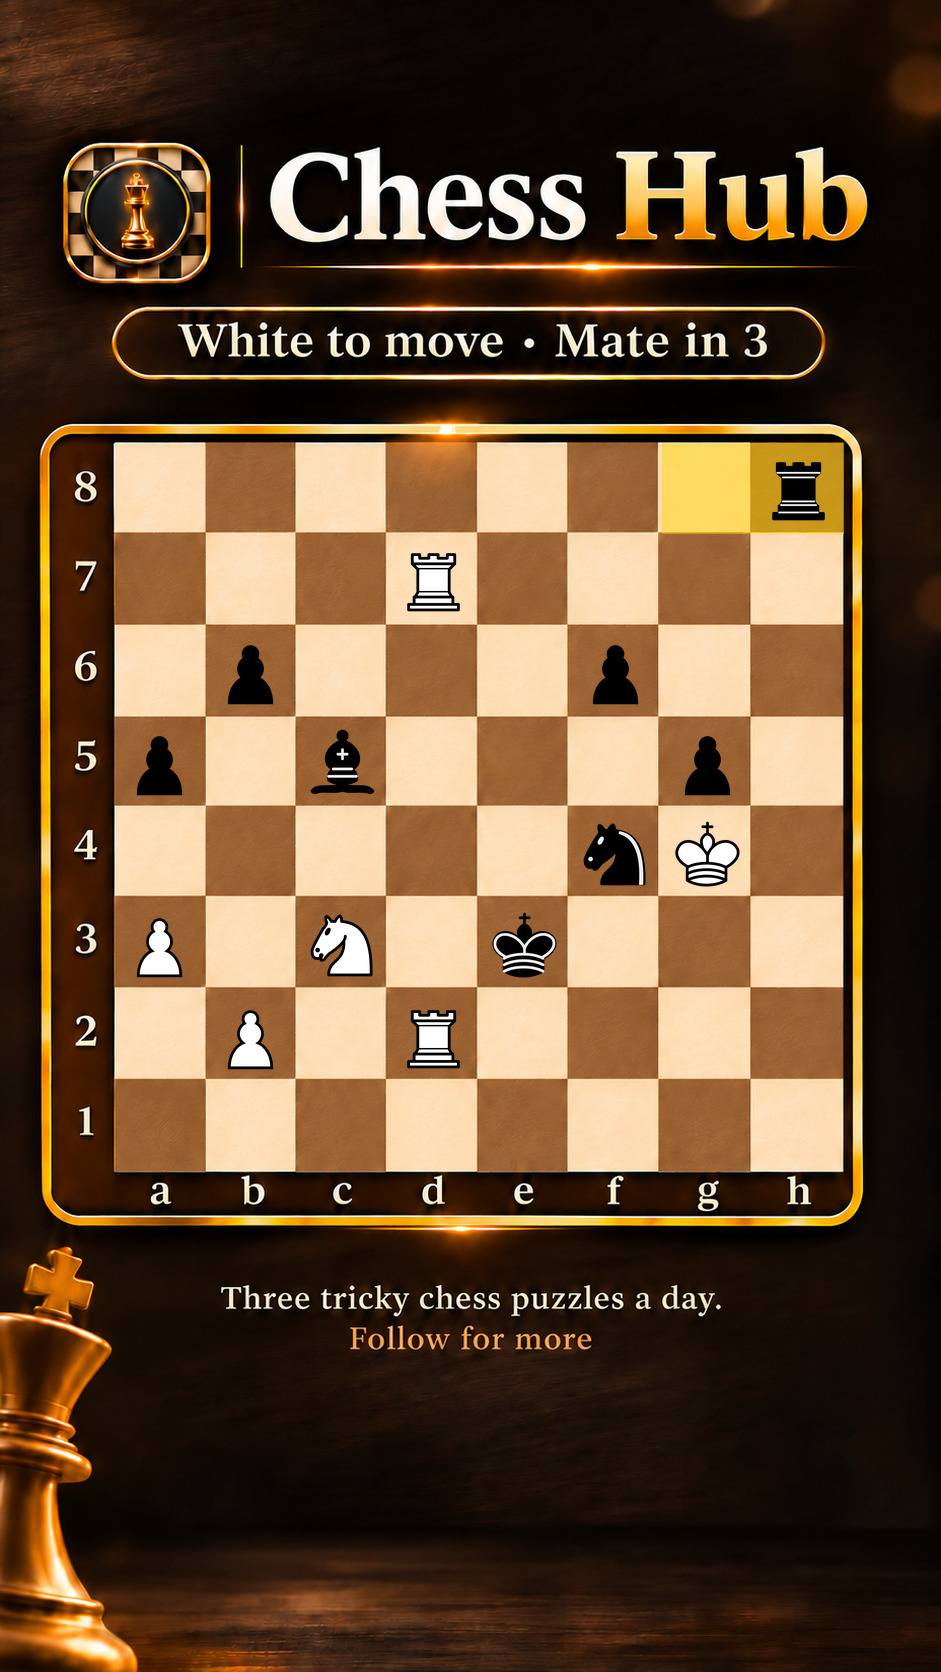 Chess Hub
White to move • Mate in 3
8
7
6
5
4
3
2
1
a b c d e f g h
Three tricky chess puzzles a day.
Follow for more